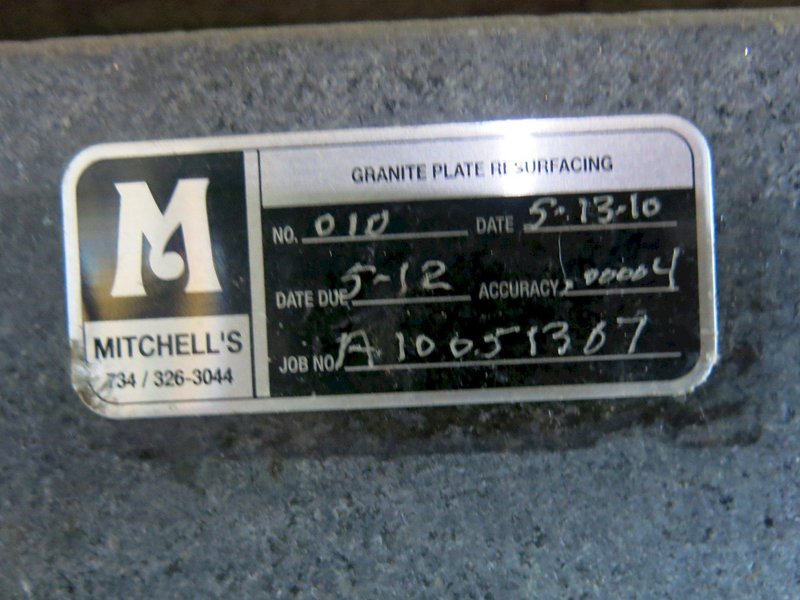 GRANITE PLATE RESURFACING
M
NO. 010 DATE 5-13-10
DATE DUE 5-12 ACCURACY .00004
MITCHELL'S
734 / 326-3044
JOB NO. A10051307